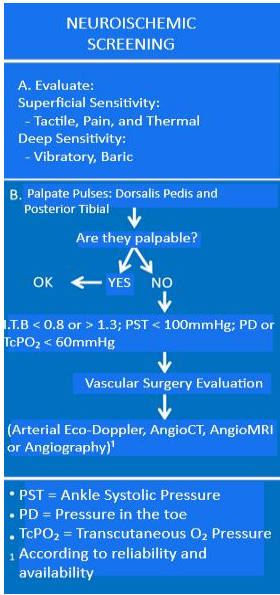 NEUROISCHEMIC
SCREENING
A. Evaluate:
Superficial Sensitivity:
- Tactile, Pain, and Thermal
Deep Sensitivity:
- Vibratory, Baric
B. Palpate Pulses: Dorsalis Pedis and
Posterior Tibial
Are they palpable?
OK YES NO
I.T.B < 0.8 or > 1.3; PST < 100mmHg; PD or
TcPO₂ < 60mmHg
Vascular Surgery Evaluation
(Arterial Eco-Doppler, AngioCT, AngioMRI
or Angiography)¹
• PST = Ankle Systolic Pressure
• PD = Pressure in the toe
• TcPO₂ = Transcutaneous O₂ Pressure
1 According to reliability and
availability